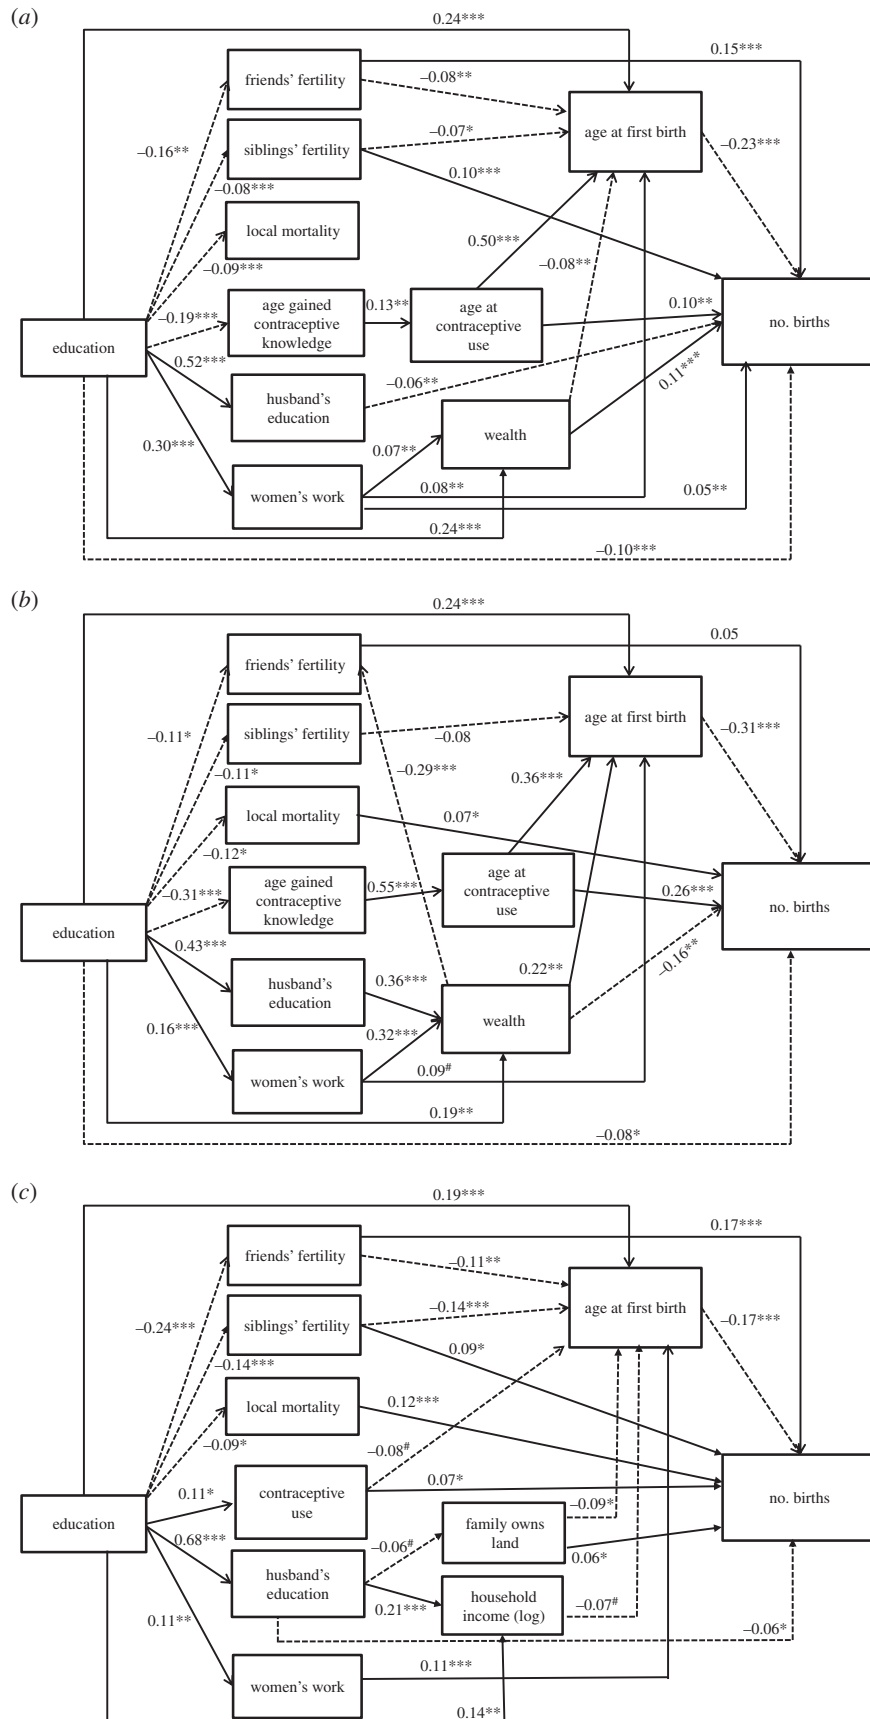 (a)
0.24***
0.15***
friends' fertility
–0.08**
age at first birth
–0.07*
–0.16**
siblings' fertility
–0.23***
–0.08***
0.10***
local mortality
0.50***
–0.09***
–0.08**
–0.19***
age gained
contraceptive
knowledge
0.13**
age at
contraceptive
use
0.10**
no. births
education
0.52***
–0.06**
0.11***
husband's
education
wealth
0.30***
0.07**
women's work
0.08**
0.05**
0.24***
–0.10***
(b)
0.24***
0.05
friends' fertility
age at first birth
–0.11*
siblings' fertility
–0.08
–0.31***
–0.11*
–0.29***
0.36***
local mortality
0.07*
–0.12*
–0.31***
age gained
contraceptive
knowledge
0.55***
age at
contraceptive
use
0.26***
no. births
education
0.43***
0.22**
–0.16**
husband's
education
0.36***
wealth
0.16***
0.32***
women's work
0.09#
0.19**
–0.08*
(c)
0.19***
0.17***
friends' fertility
–0.11**
age at first birth
–0.14***
–0.24***
siblings' fertility
–0.17***
–0.14***
0.09*
local mortality
0.12***
–0.09*
–0.08#
0.11*
contraceptive
use
0.07*
–0.09*
no. births
education
0.68***
–0.06#
family owns
land
0.06*
husband's
education
0.21***
household
income (log)
–0.07#
–0.06*
0.11**
women's work
0.11***
0.14**